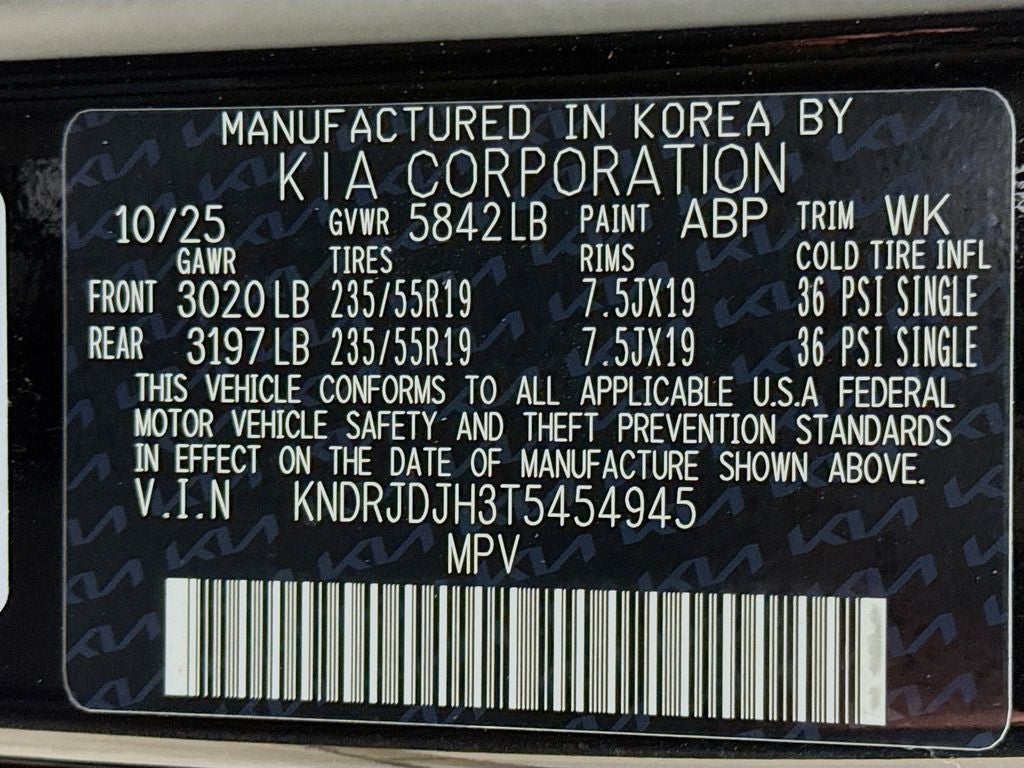 MANUFACTURED IN KOREA BY
KIA CORPORATION
10/25 GVWR 5842LB PAINT ABP TRIM WK
GAWR TIRES RIMS COLD TIRE INFL
FRONT 3020LB 235/55R19 7.5JX19 36 PSI SINGLE
REAR 3197LB 235/55R19 7.5JX19 36 PSI SINGLE
THIS VEHICLE CONFORMS TO ALL APPLICABLE U.S.A FEDERAL
MOTOR VEHICLE SAFETY AND THEFT PREVENTION STANDARDS
IN EFFECT ON THE DATE OF MANUFACTURE SHOWN ABOVE.
V.I.N KNDRJDJH3T5454945
MPV